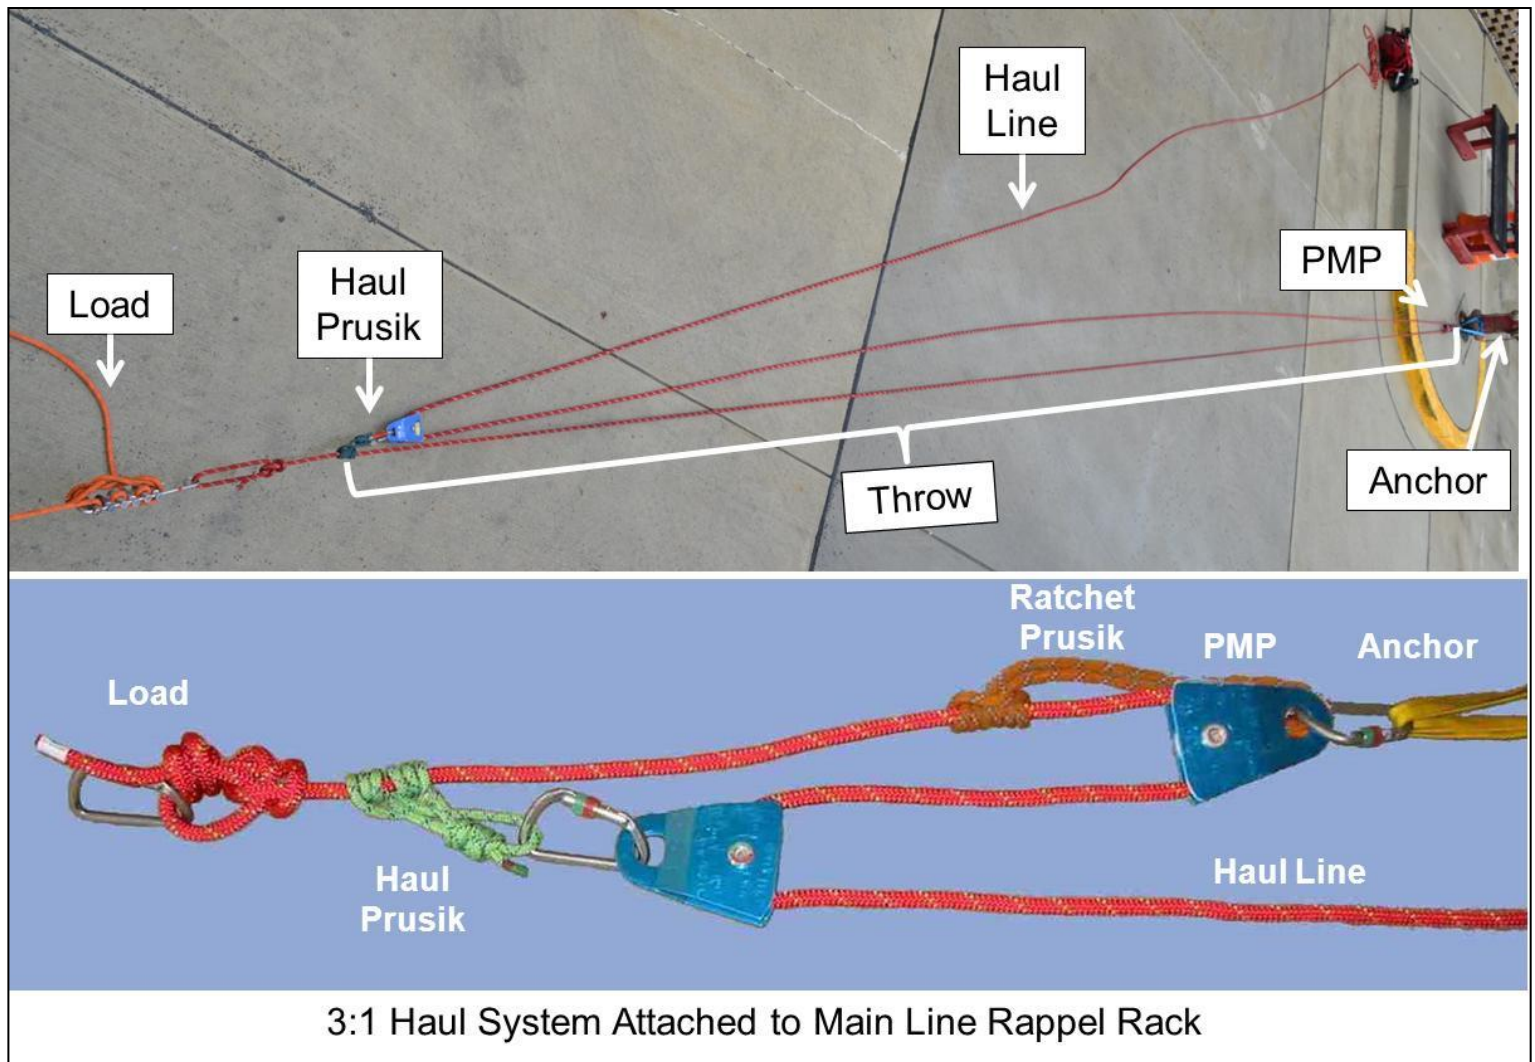 Haul
Line
PMP
Haul
Prusik
Load
Anchor
Throw
Ratchet
Prusik
PMP
Anchor
Load
Haul
Prusik
Haul Line
3:1 Haul System Attached to Main Line Rappel Rack